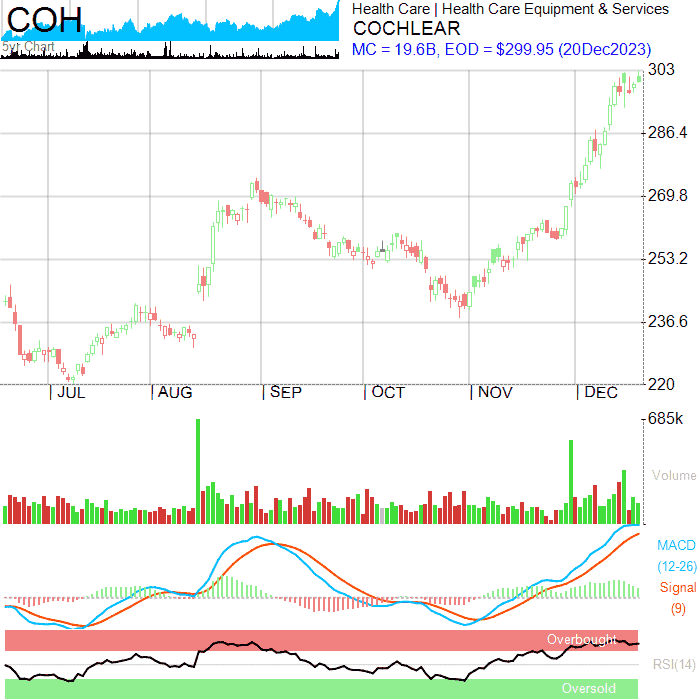 COH
5yr Chart
Health Care | Health Care Equipment & Services
COCHLEAR
MC = 19.6B, EOD = $299.95 (20Dec2023)
303
286.4
269.8
253.2
236.6
220
JUL AUG SEP OCT NOV DEC
685k
Volume
MACD
(12-26)
Signal
(9)
Overbought
RSI(14)
Oversold